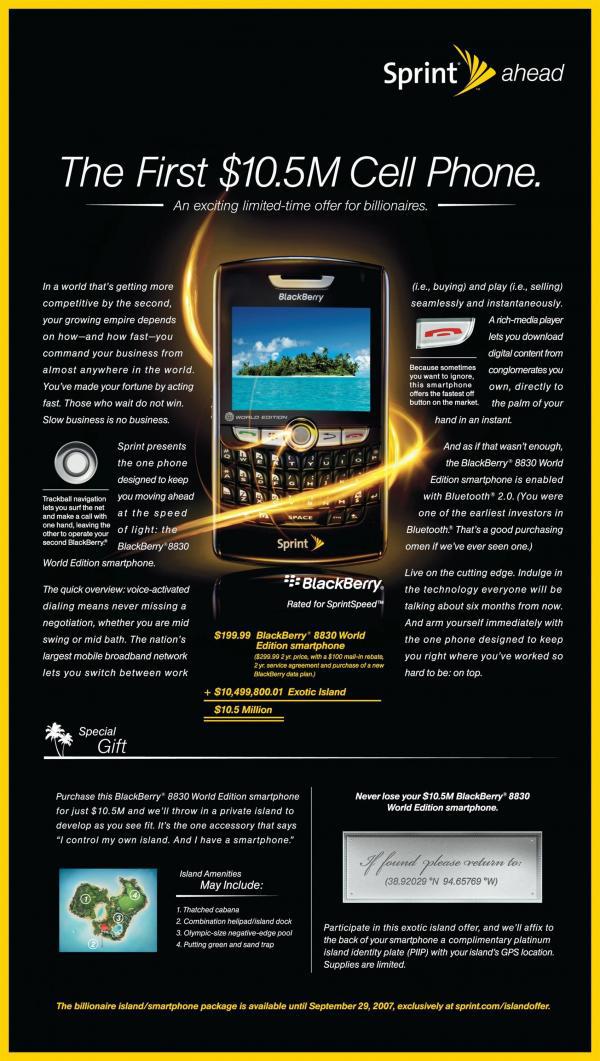 Sprint ahead
The First $10.5M Cell Phone.
An exciting limited-time offer for billionaires.
In a world that's getting more
competitive by the second,
your growing empire depends
on how—and how fast—you
command your business from
almost anywhere in the world.
You've made your fortune by acting
fast. Those who wait do not win.
Slow business is no business.
Trackball navigation
lets you surf the net
and make a call with
one hand, leaving the
other to operate your
second BlackBerry.®
Sprint presents
the one phone
designed to keep
you moving ahead
at the speed
of light: the
BlackBerry® 8830
World Edition smartphone.
The quick overview: voice-activated
dialing means never missing a
negotiation, whether you are mid
swing or mid bath. The nation's
largest mobile broadband network
lets you switch between work
BlackBerry
WORLD EDITION
SPACE
Sprint
BlackBerry®
Rated for SprintSpeed™
(i.e., buying) and play (i.e., selling)
seamlessly and instantaneously.
Because sometimes
you want to ignore,
this smartphone
offers the fastest off
button on the market.
A rich-media player
lets you download
digital content from
conglomerates you
own, directly to
the palm of your
hand in an instant.
And as if that wasn't enough,
the BlackBerry® 8830 World
Edition smartphone is enabled
with Bluetooth® 2.0. (You were
one of the earliest investors in
Bluetooth.® That's a good purchasing
omen if we've ever seen one.)
Live on the cutting edge. Indulge in
the technology everyone will be
talking about six months from now.
And arm yourself immediately with
the one phone designed to keep
you right where you've worked so
hard to be: on top.
$199.99 BlackBerry® 8830 World
Edition smartphone
($299.99 2 yr. price, with a $100 mail-in rebate,
2 yr. service agreement and purchase of a new
BlackBerry data plan.)
+ $10,499,800.01 Exotic Island
$10.5 Million
Special
Gift
Purchase this BlackBerry® 8830 World Edition smartphone
for just $10.5M and we'll throw in a private island to
develop as you see fit. It's the one accessory that says
"I control my own island. And I have a smartphone."
1
4
3
2
Island Amenities
May Include:
1. Thatched cabana
2. Combination helipad/island dock
3. Olympic-size negative-edge pool
4. Putting green and sand trap
Never lose your $10.5M BlackBerry® 8830
World Edition smartphone.
If found please return to:
(38.92029 °N 94.65769 °W)
Participate in this exotic island offer, and we'll affix to
the back of your smartphone a complimentary platinum
island identity plate (PIIP) with your island's GPS location.
Supplies are limited.
The billionaire island/smartphone package is available until September 29, 2007, exclusively at sprint.com/islandoffer.